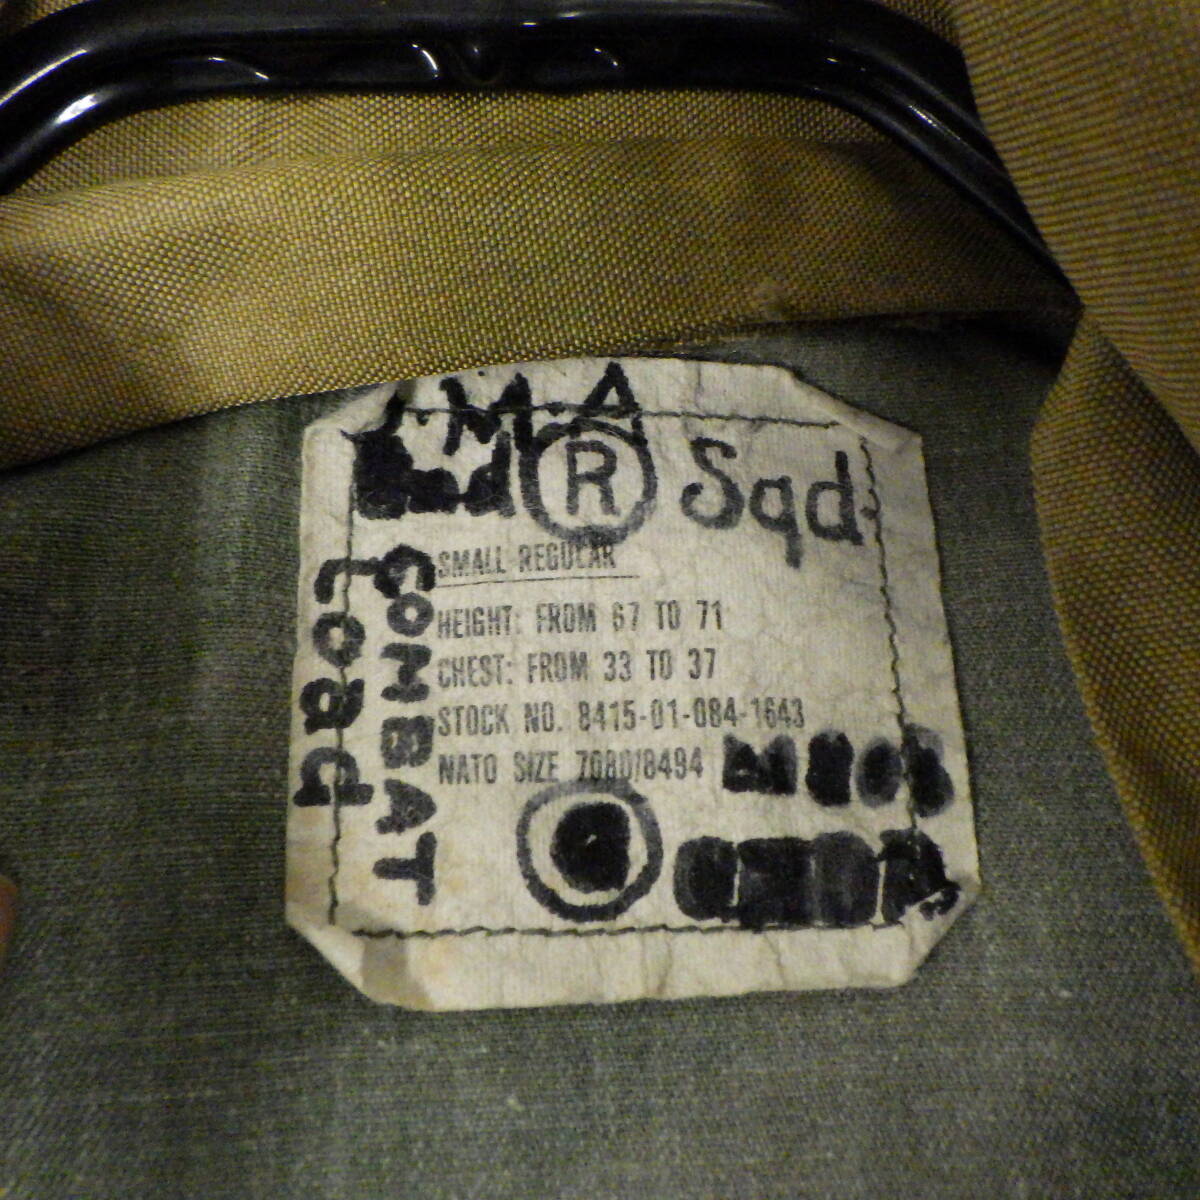 I.M.A
R Sqd-
SMALL-REGULAR
HEIGHT: FROM 67 TO 71
CHEST: FROM 33 TO 37
STOCK NO. 8415-01-084-1643
NATO SIZE 7080/8494
COMBAT
Load